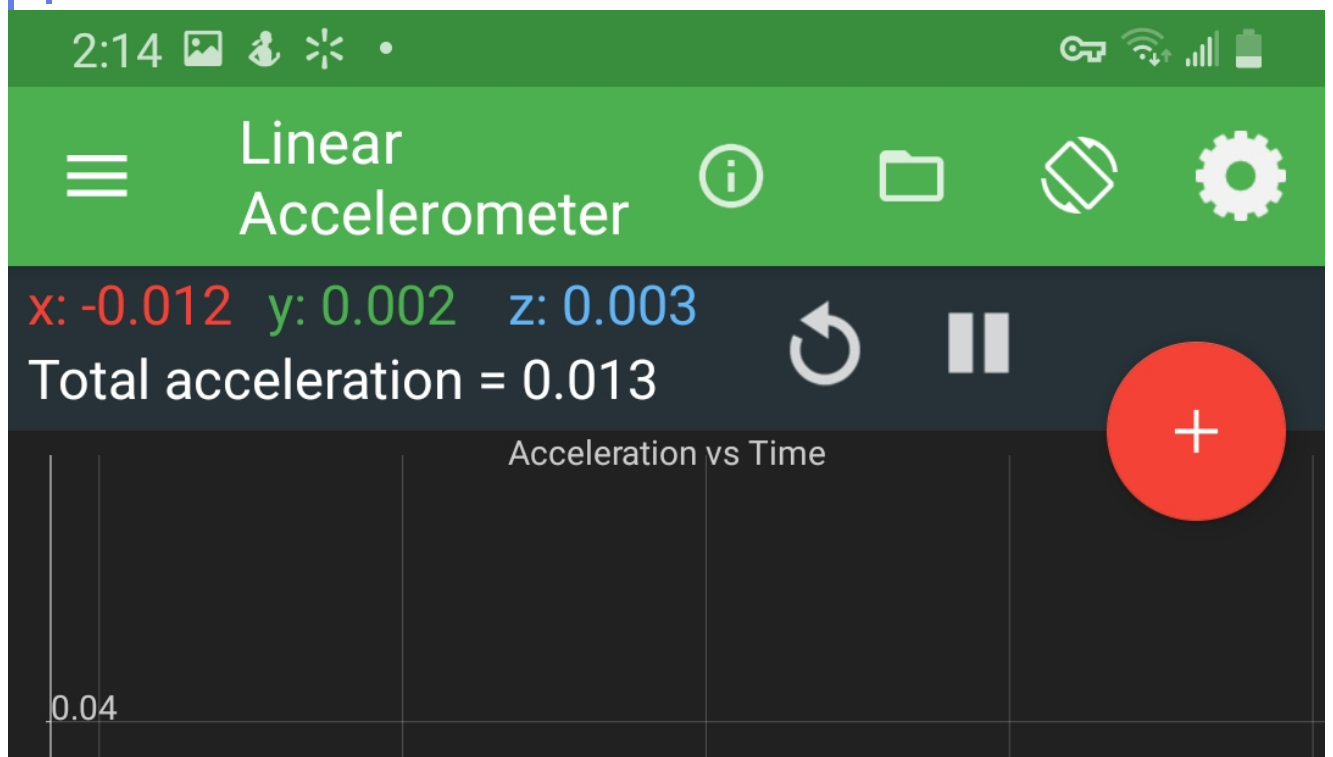 2:14
Linear
Accelerometer
x: -0.012 y: 0.002 z: 0.003
Total acceleration = 0.013
+
Acceleration vs Time
0.04